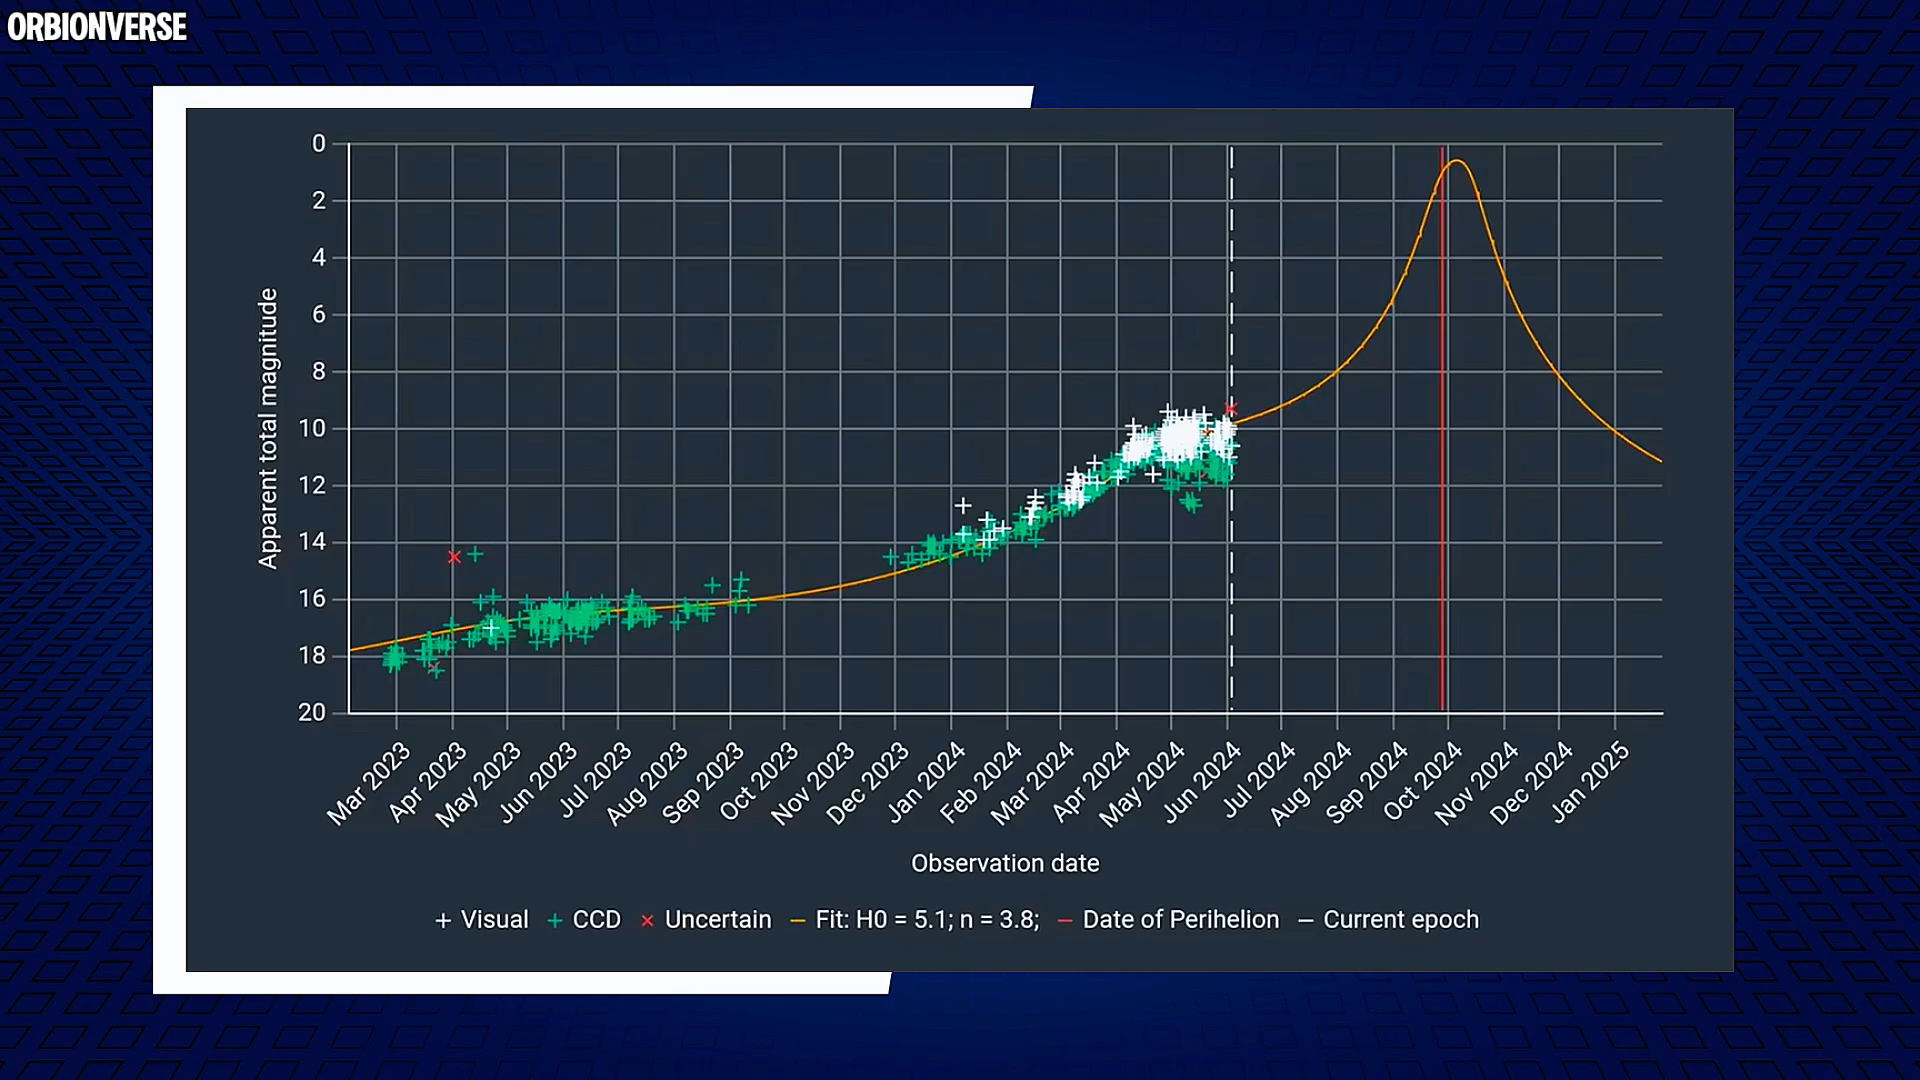 ORBIONVERSE
0
2
4
6
8
10
12
14
16
18
20
Apparent total magnitude
Mar 2023
Apr 2023
May 2023
Jun 2023
Jul 2023
Aug 2023
Sep 2023
Oct 2023
Nov 2023
Dec 2023
Jan 2024
Feb 2024
Mar 2024
Apr 2024
May 2024
Jun 2024
Jul 2024
Aug 2024
Sep 2024
Oct 2024
Nov 2024
Dec 2024
Jan 2025
Observation date
Visual CCD Uncertain Fit: H0 = 5.1; n = 3.8; Date of Perihelion Current epoch